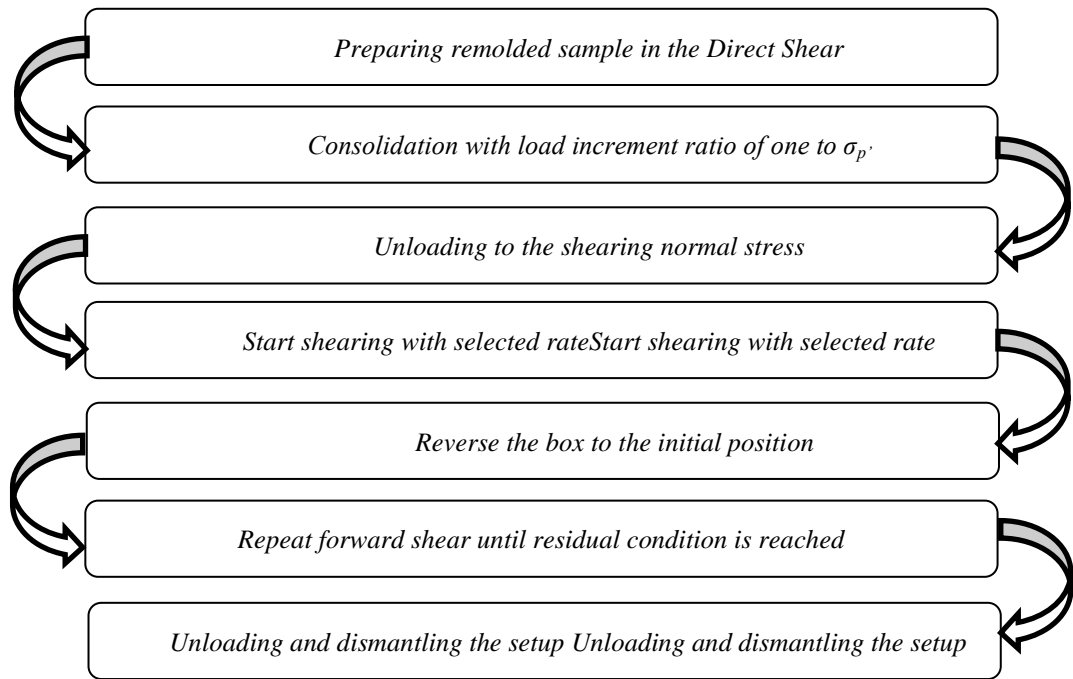 Preparing remolded sample in the Direct Shear
Consolidation with load increment ratio of one to σp’
Unloading to the shearing normal stress
Start shearing with selected rateStart shearing with selected rate
Reverse the box to the initial position
Repeat forward shear until residual condition is reached
Unloading and dismantling the setup Unloading and dismantling the setup